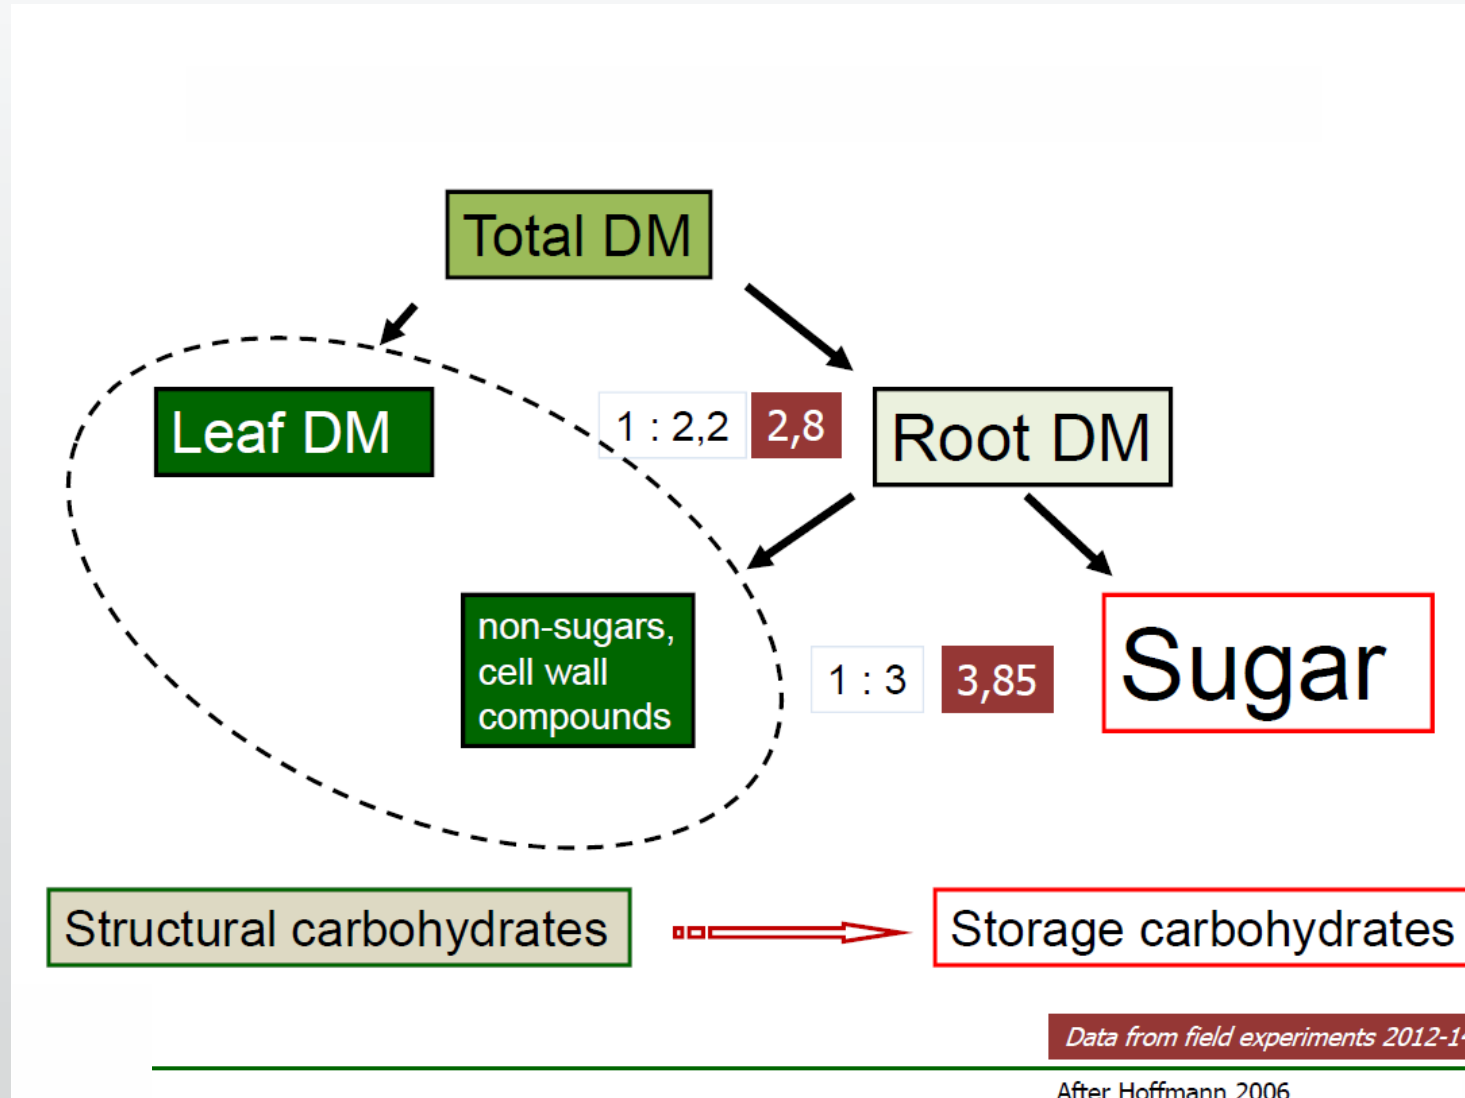 Total DM
Leaf DM
1 : 2,2
2,8
Root DM
non-sugars,
cell wall
compounds
1 : 3
3,85
Sugar
Structural carbohydrates
Storage carbohydrates
Data from field experiments 2012-1
After Hoffmann 2006